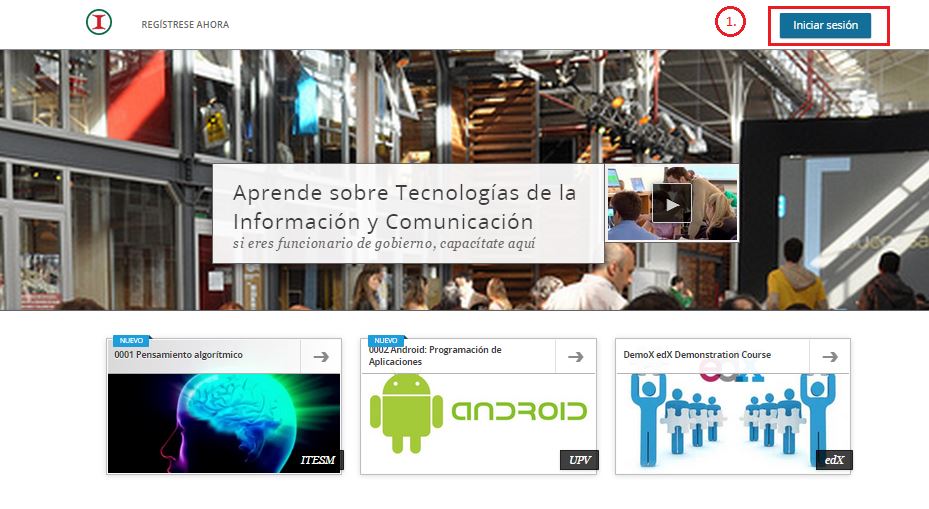 I
REGÍSTRESE AHORA
1.
Iniciar sesión
Aprende sobre Tecnologías de la
Información y Comunicación
si eres funcionario de gobierno, capacítate aquí
NUEVO
0001 Pensamiento algorítmico
ITESM
NUEVO
0002 Android: Programación de
Aplicaciones
ANDROID
UPV
DemoX edX Demonstration Course
edX
edX